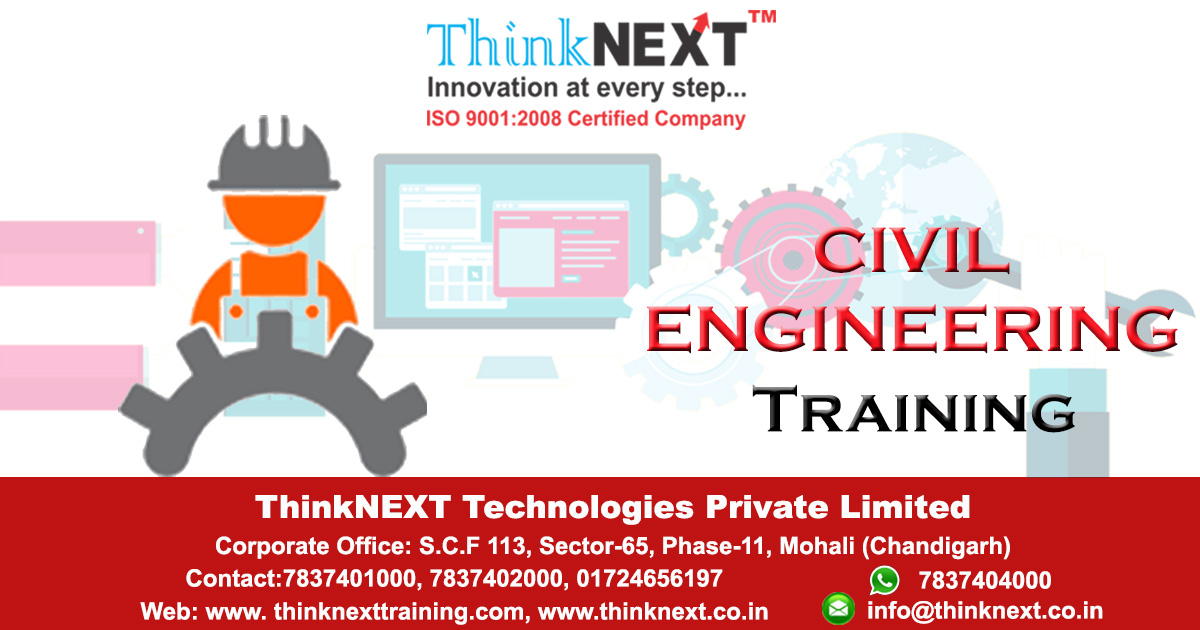 ThinkNEXT™
Innovation at every step...
ISO 9001:2008 Certified Company
CIVIL
ENGINEERING
TRAINING
ThinkNEXT Technologies Private Limited
Corporate Office: S.C.F 113, Sector-65, Phase-11, Mohali (Chandigarh)
Contact:7837401000, 7837402000, 01724656197
7837404000
Web: www. thinknexttraining.com, www.thinknext.co.in
info@thinknext.co.in